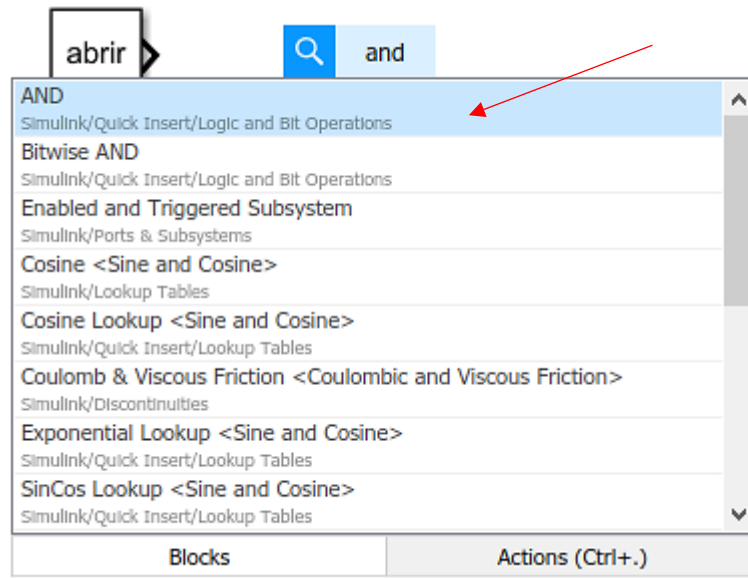 abrir
and
AND
Simulink/Quick Insert/Logic and Bit Operations
Bitwise AND
Simulink/Quick Insert/Logic and Bit Operations
Enabled and Triggered Subsystem
Simulink/Ports & Subsystems
Cosine <Sine and Cosine>
Simulink/Lookup Tables
Cosine Lookup <Sine and Cosine>
Simulink/Quick Insert/Lookup Tables
Coulomb & Viscous Friction <Coulombic and Viscous Friction>
Simulink/Discontinuities
Exponential Lookup <Sine and Cosine>
Simulink/Quick Insert/Lookup Tables
SinCos Lookup <Sine and Cosine>
Simulink/Quick Insert/Lookup Tables
Blocks
Actions (Ctrl+.)